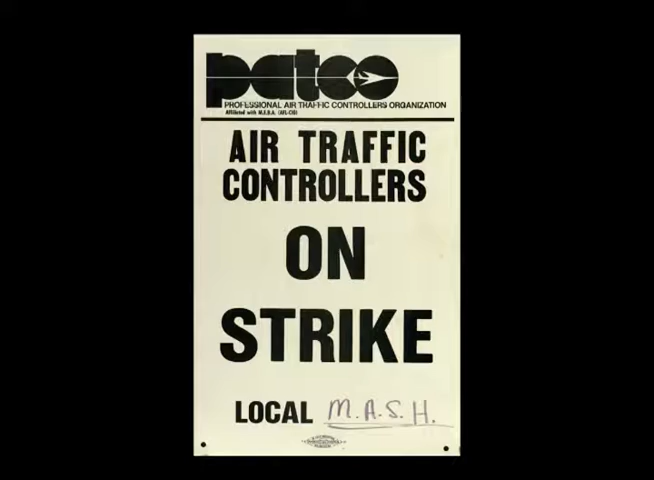 patco
PROFESSIONAL AIR TRAFFIC CONTROLLERS ORGANIZATION
Affiliated with M.E.B.A. (AFL-CIO)
AIR TRAFFIC
CONTROLLERS
ON
STRIKE
LOCAL M.A.S.H.